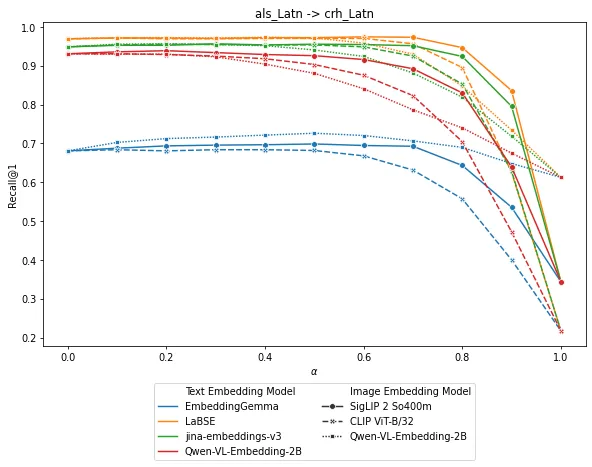 als_Latn -> crh_Latn
Recall@1
1.0
0.9
0.8
0.7
0.6
0.5
0.4
0.3
0.2
0.0 0.2 0.4 0.6 0.8 1.0
α
Text Embedding Model
EmbeddingGemma
LaBSE
jina-embeddings-v3
Qwen-VL-Embedding-2B
Image Embedding Model
SigLIP 2 So400m
CLIP ViT-B/32
Qwen-VL-Embedding-2B